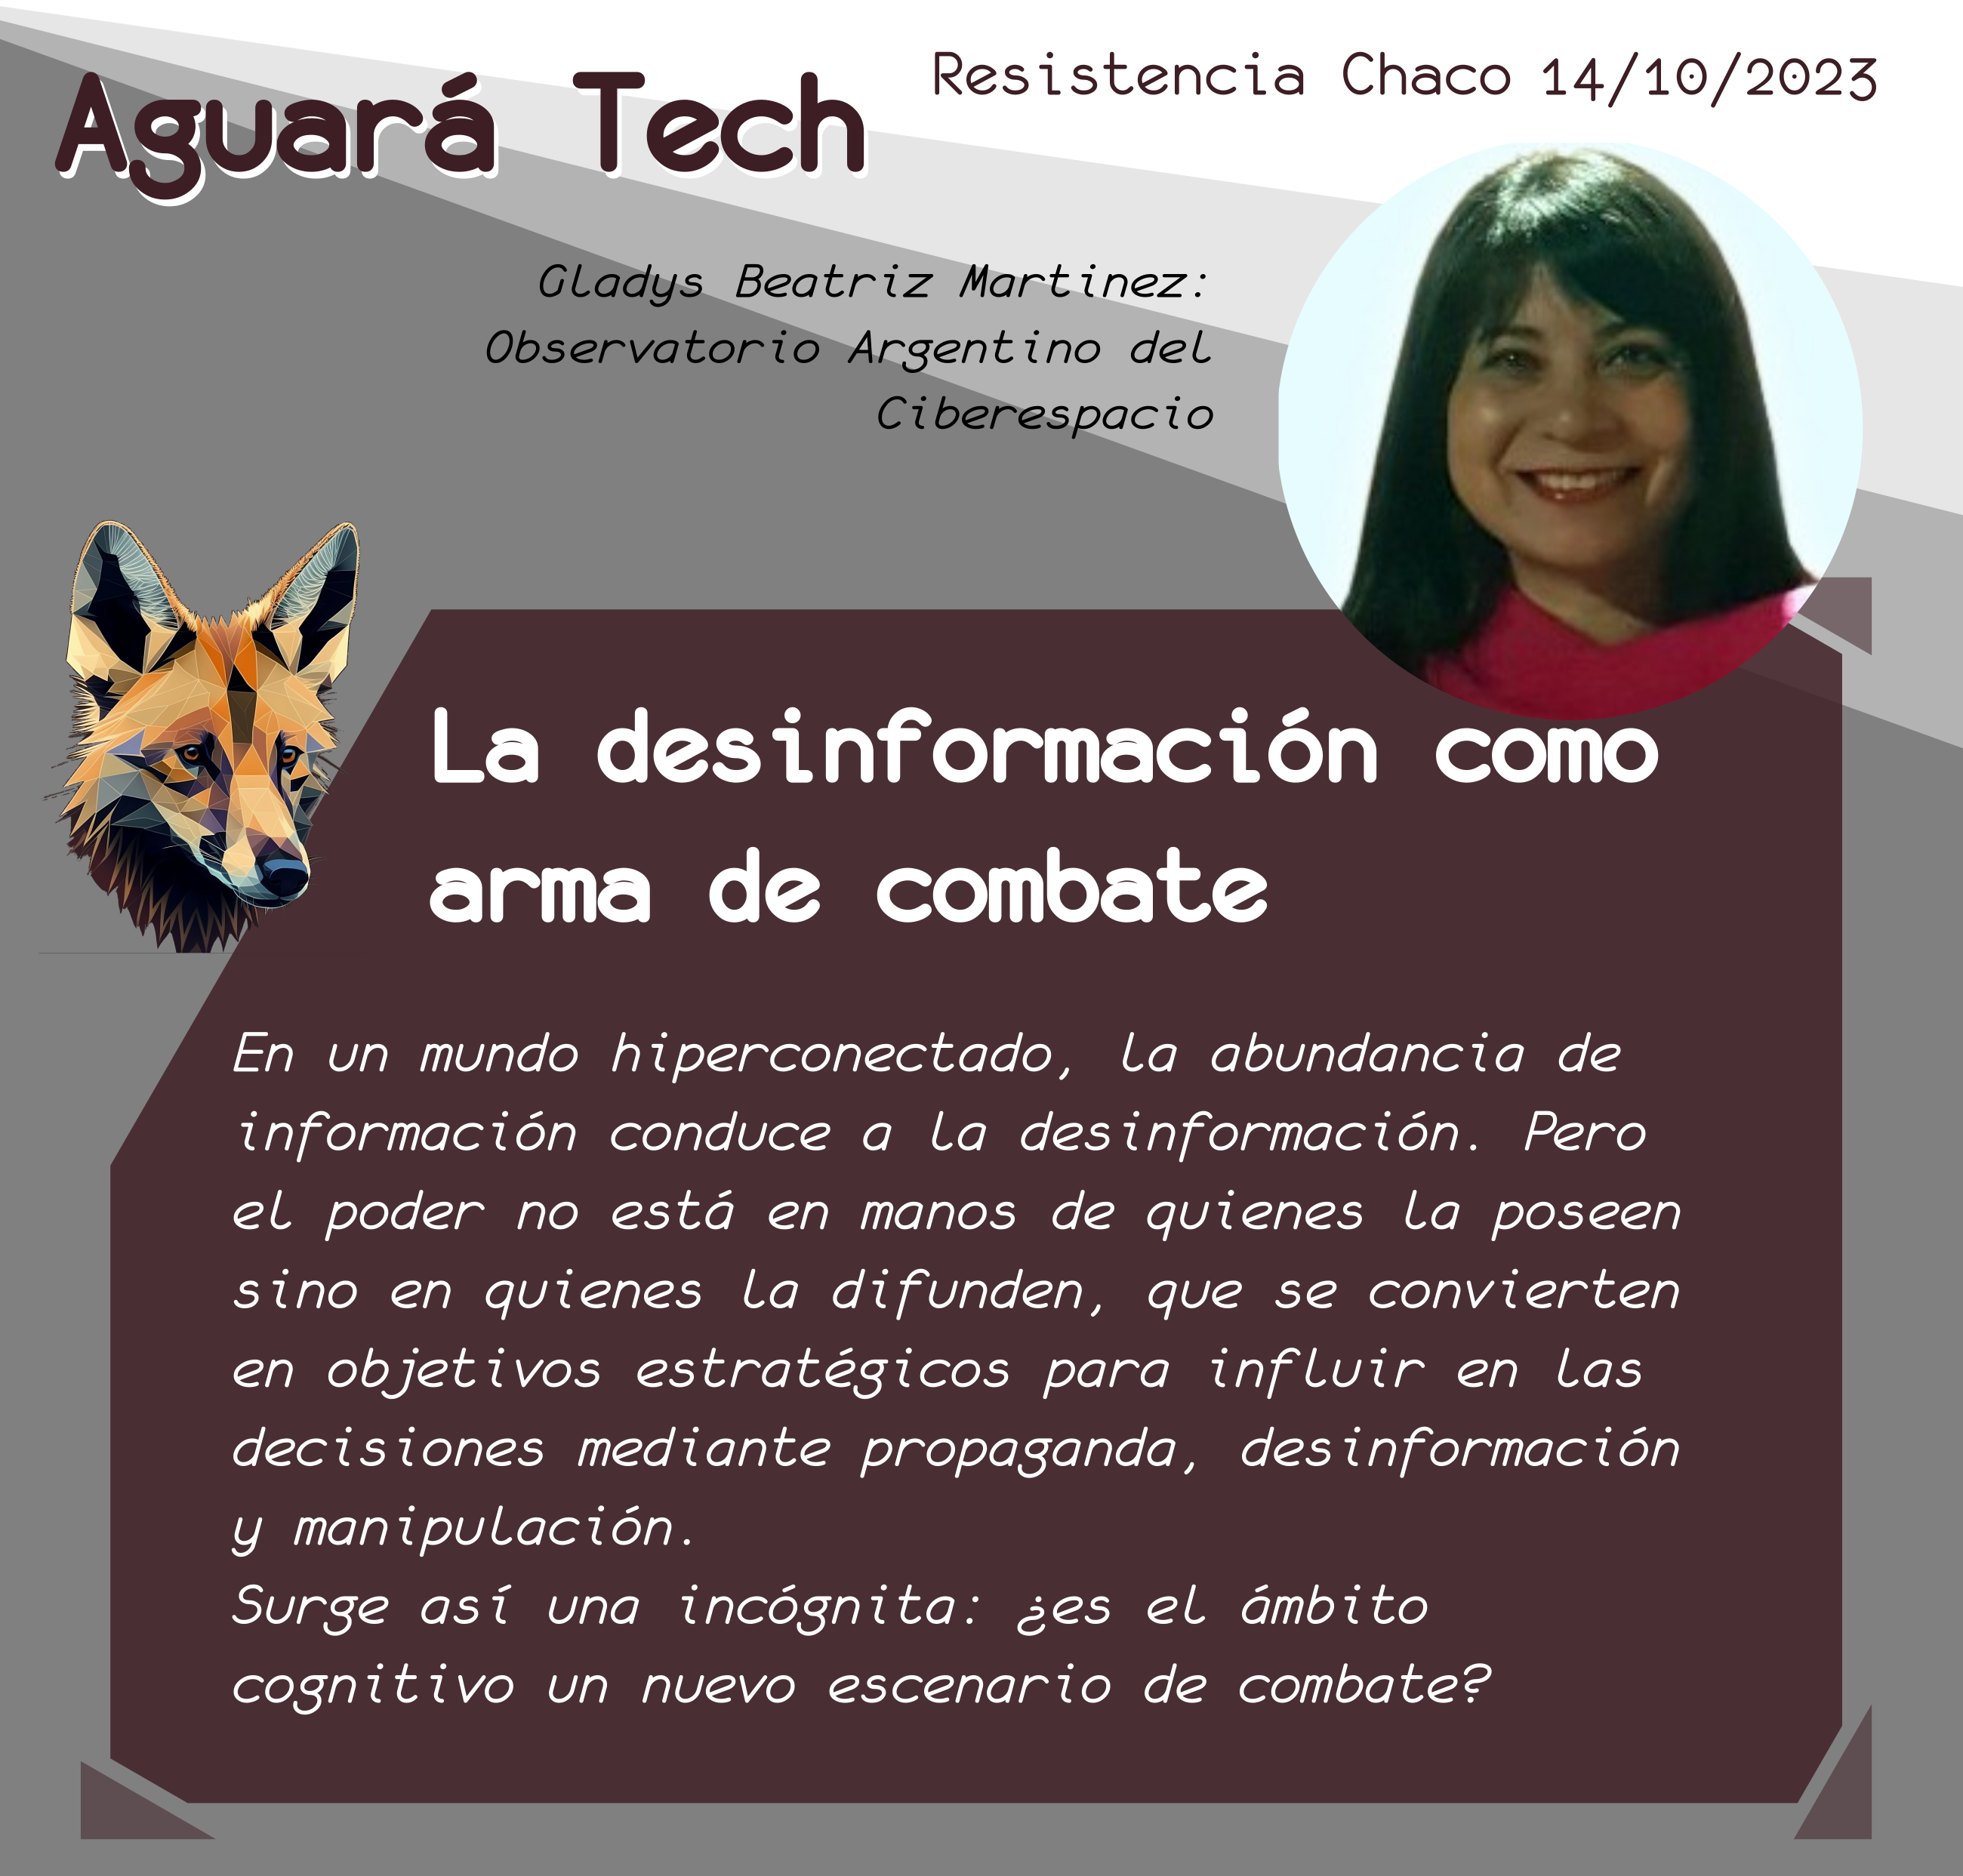 Aguará Tech
Resistencia Chaco 14/10/2023
Gladys Beatriz Martinez:
Observatorio Argentino del
Ciberespacio
La desinformación como
arma de combate
En un mundo hiperconectado, la abundancia de
información conduce a la desinformación. Pero
el poder no está en manos de quienes la poseen
sino en quienes la difunden, que se convierten
en objetivos estratégicos para influir en las
decisiones mediante propaganda, desinformación
y manipulación.
Surge así una incógnita: ¿es el ámbito
cognitivo un nuevo escenario de combate?